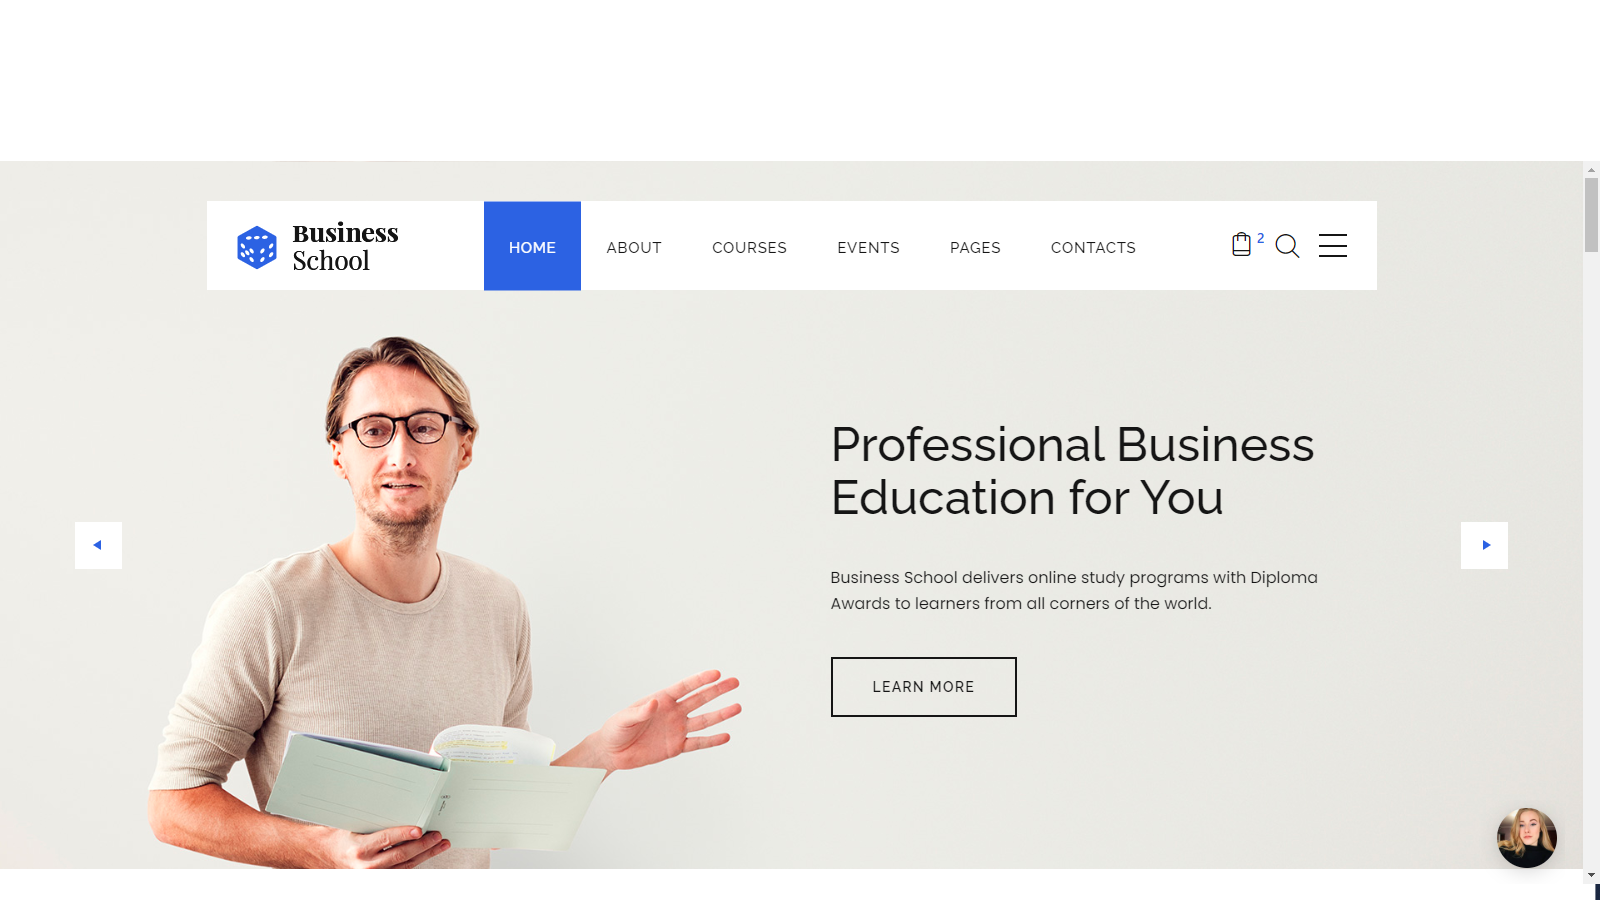 Business
School
HOME
ABOUT
COURSES
EVENTS
PAGES
CONTACTS
2
Professional Business
Education for You
Business School delivers online study programs with Diploma
Awards to learners from all corners of the world.
LEARN MORE